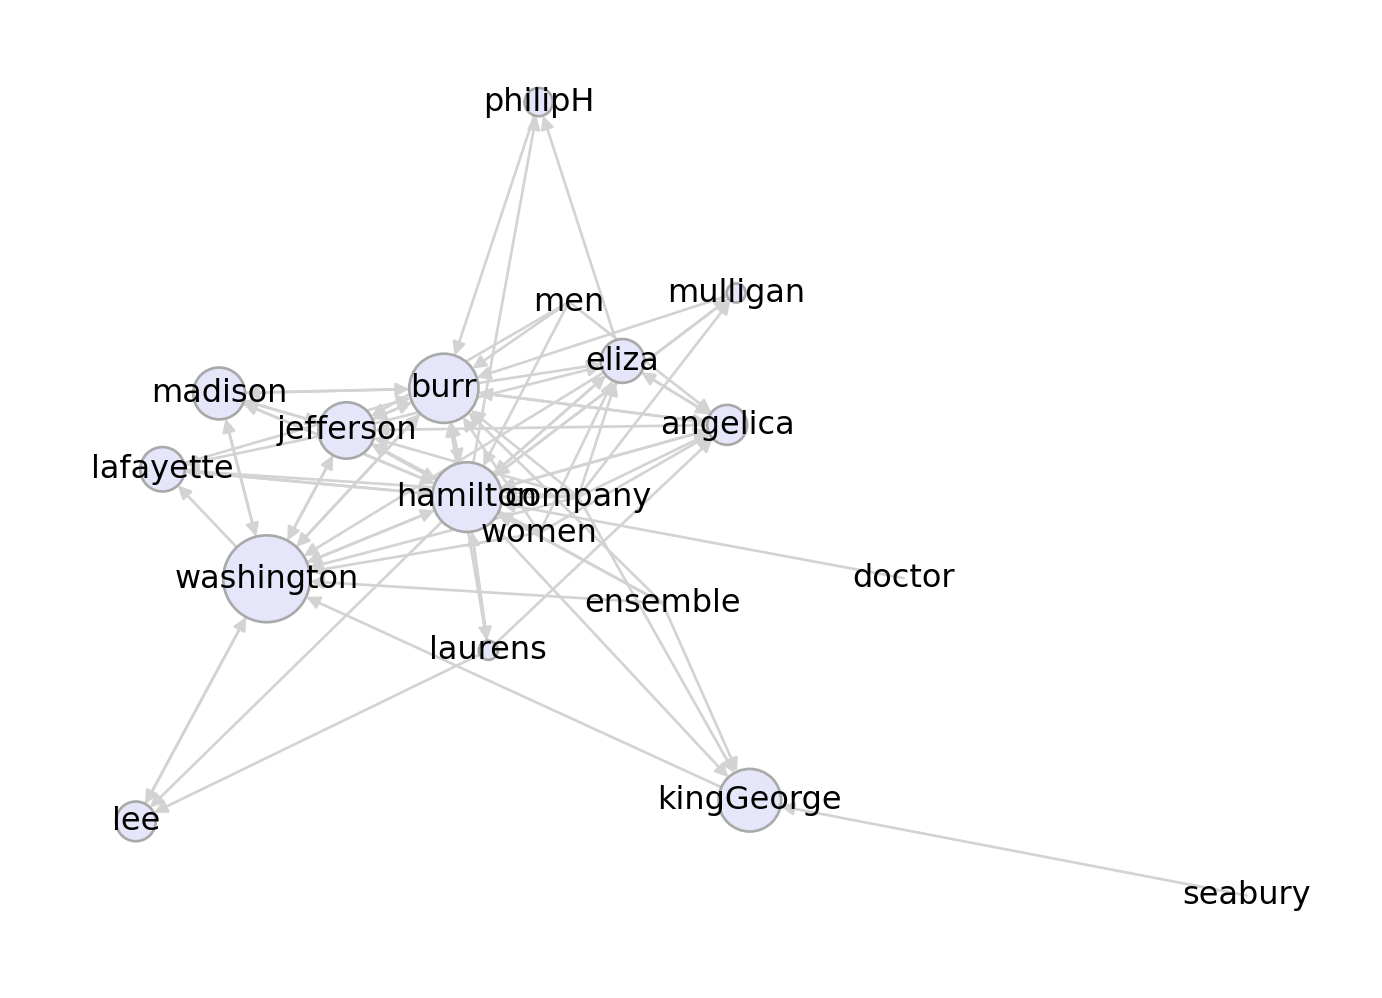 philipH
men
mulligan
eliza
madison
burr
jefferson
angelica
lafayette
hamilton
company
women
washington
doctor
ensemble
laurens
kingGeorge
lee
seabury